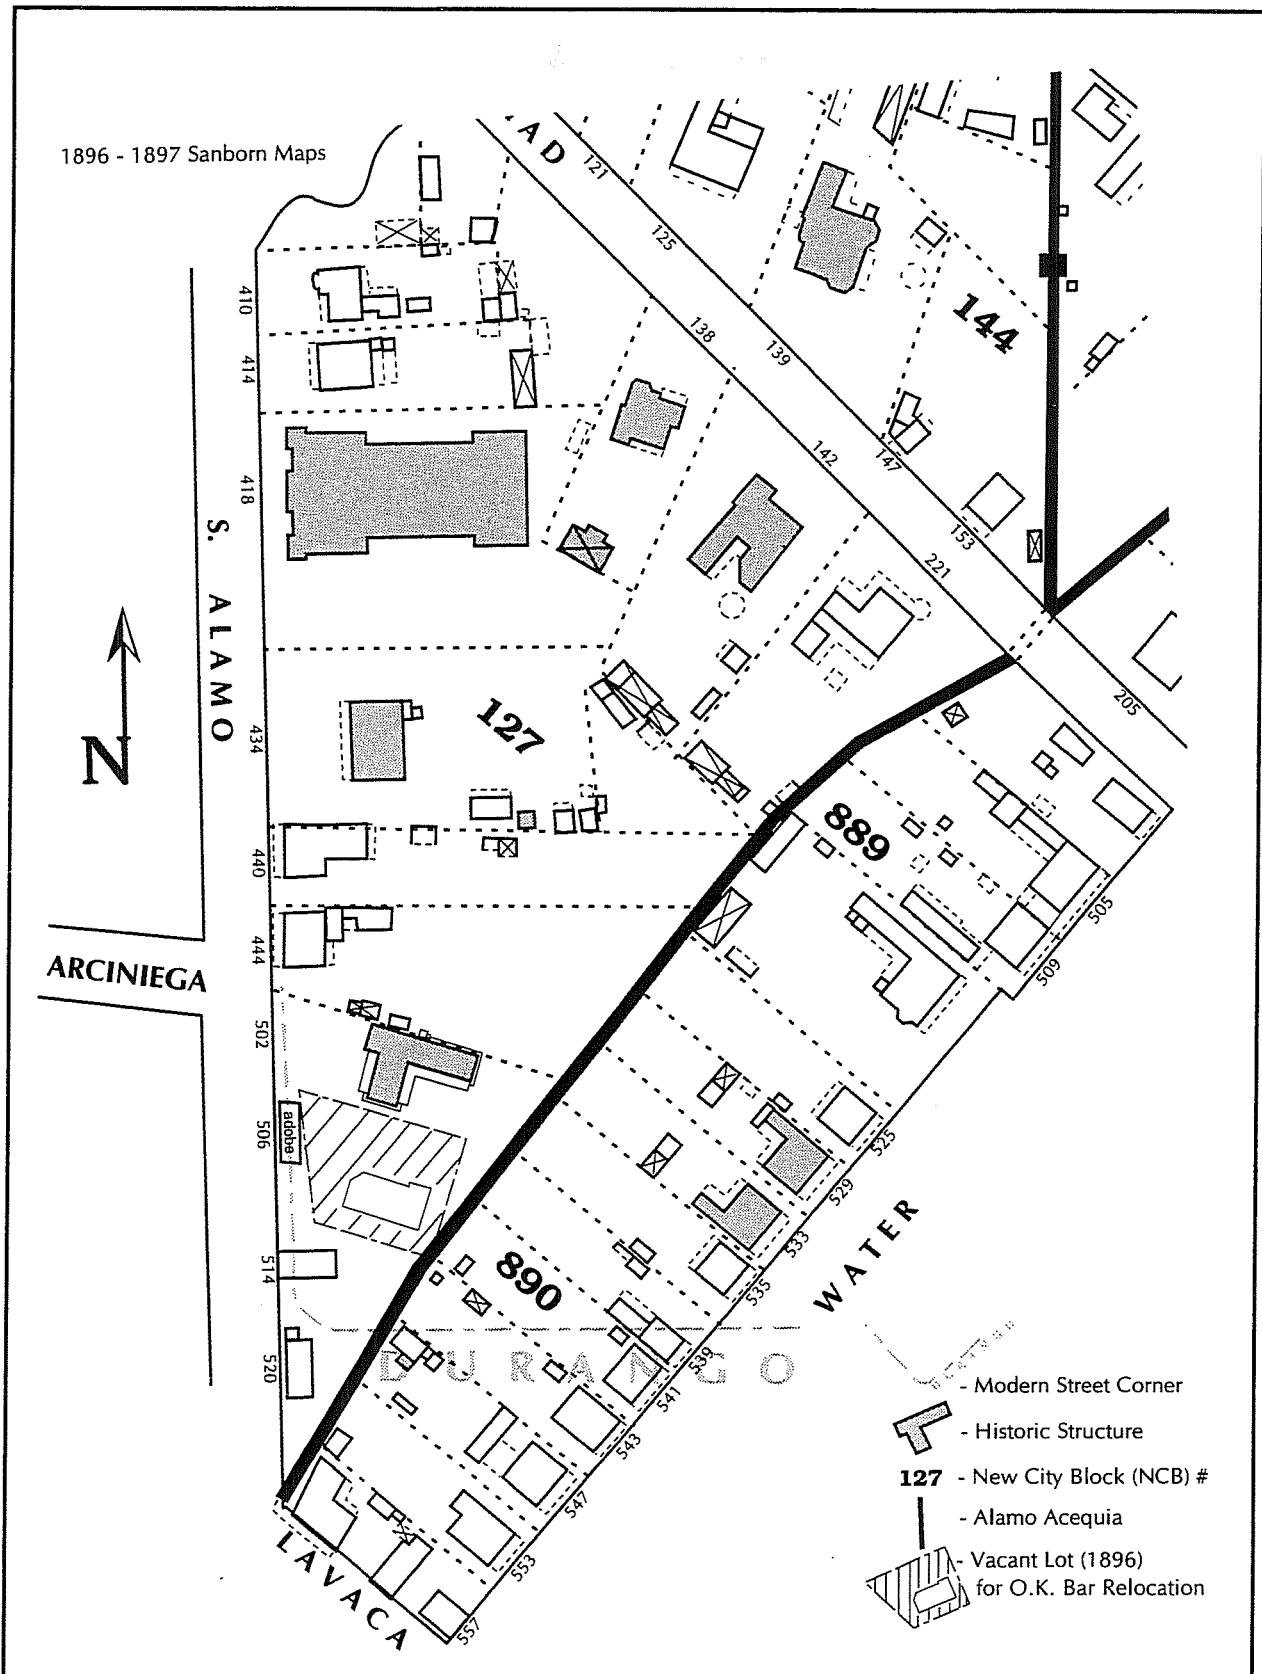 1896 - 1897 Sanborn Maps
AD
121
125
138
139
142
147
153
221
205
144
410
414
418
434
440
444
502
506
514
520
S. ALAMO
N
127
889
ARCINIEGA
adobe
505
509
525
529
533
535
539
541
543
547
553
557
WATER
890
DURANGO
LAVACA
- Modern Street Corner
- Historic Structure
127 - New City Block (NCB) #
- Alamo Acequia
- Vacant Lot (1896)
for O.K. Bar Relocation